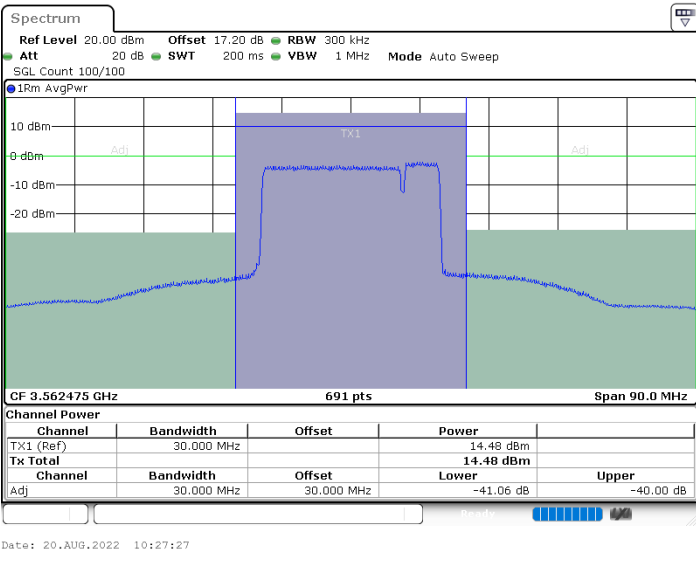 Spectrum
Ref Level 20.00 dBm Offset 17.20 dB RBW 300 kHz
Att 20 dB SWT 200 ms VBW 1 MHz Mode Auto Sweep
SGL Count 100/100
1Rm AvgPwr
10 dBm
TX1
Adj Adj
0 dBm
-10 dBm
-20 dBm
CF 3.562475 GHz 691 pts Span 90.0 MHz
Channel Power
Channel Bandwidth Offset Power
TX1 (Ref) 30.000 MHz 14.48 dBm
Tx Total 14.48 dBm
Channel Bandwidth Offset Lower Upper
Adj 30.000 MHz 30.000 MHz -41.06 dB -40.00 dB
Ready
Date: 20.AUG.2022 10:27:27